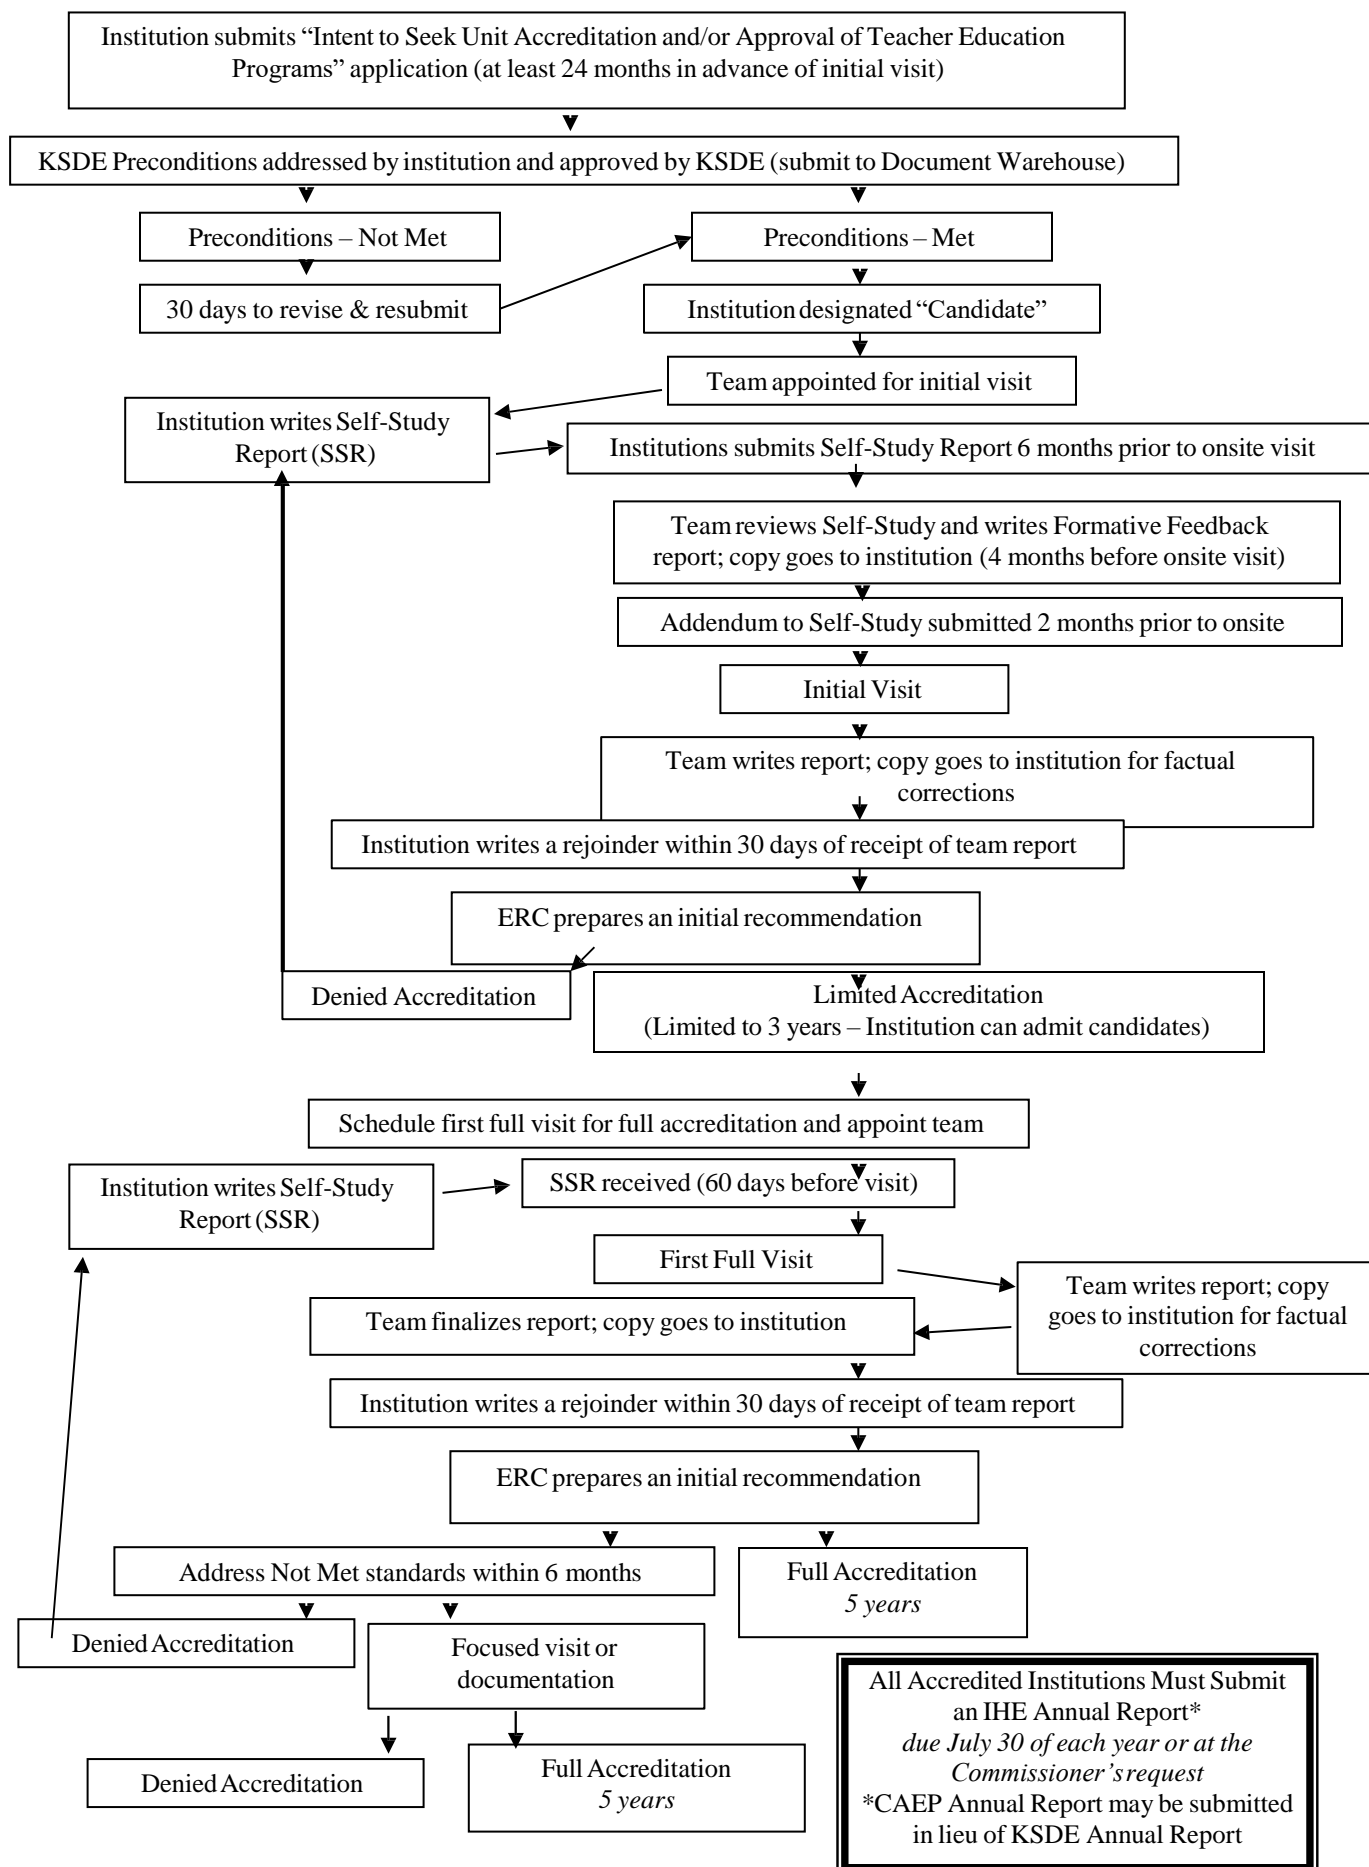 Institution submits “Intent to Seek Unit Accreditation and/or Approval of Teacher Education
Programs” application (at least 24 months in advance of initial visit)
KSDE Preconditions addressed by institution and approved by KSDE (submit to Document Warehouse)
Preconditions – Not Met
Preconditions – Met
30 days to revise & resubmit
Institution designated “Candidate”
Team appointed for initial visit
Institution writes Self-Study
Report (SSR)
Institutions submits Self-Study Report 6 months prior to onsite visit
Team reviews Self-Study and writes Formative Feedback
report; copy goes to institution (4 months before onsite visit)
Addendum to Self-Study submitted 2 months prior to onsite
Initial Visit
Team writes report; copy goes to institution for factual
corrections
Institution writes a rejoinder within 30 days of receipt of team report
ERC prepares an initial recommendation
Denied Accreditation
Limited Accreditation
(Limited to 3 years – Institution can admit candidates)
Schedule first full visit for full accreditation and appoint team
Institution writes Self-Study
Report (SSR)
SSR received (60 days before visit)
First Full Visit
Team writes report; copy
goes to institution for factual
corrections
Team finalizes report; copy goes to institution
Institution writes a rejoinder within 30 days of receipt of team report
ERC prepares an initial recommendation
Address Not Met standards within 6 months
Full Accreditation
5 years
Denied Accreditation
Focused visit or
documentation
Denied Accreditation
Full Accreditation
5 years
All Accredited Institutions Must Submit
an IHE Annual Report*
due July 30 of each year or at the
Commissioner’s request
*CAEP Annual Report may be submitted
in lieu of KSDE Annual Report